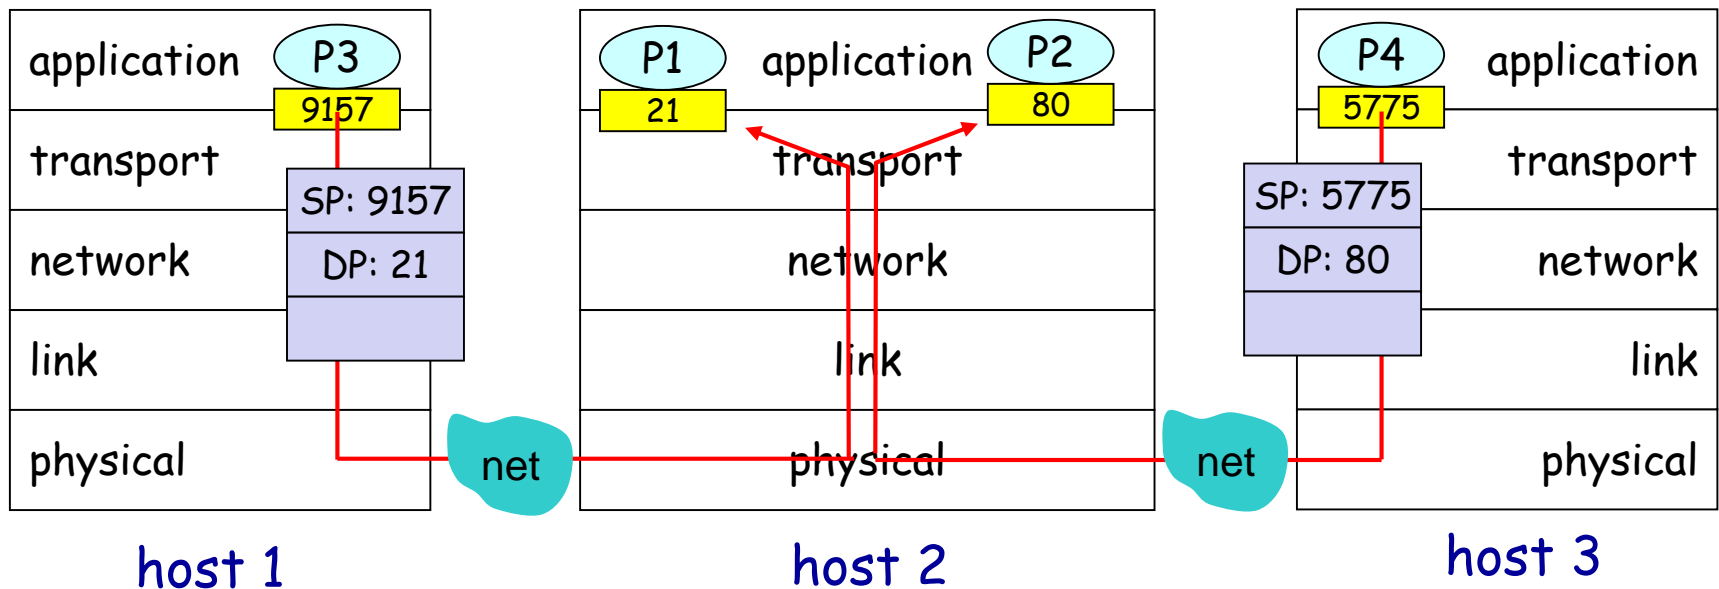 application
P3
9157
transport
SP: 9157
network
DP: 21
link
physical
net
host 1
P1
application
P2
21
80
transport
network
link
physical
net
host 2
P4
application
5775
transport
SP: 5775
DP: 80
network
link
physical
host 3